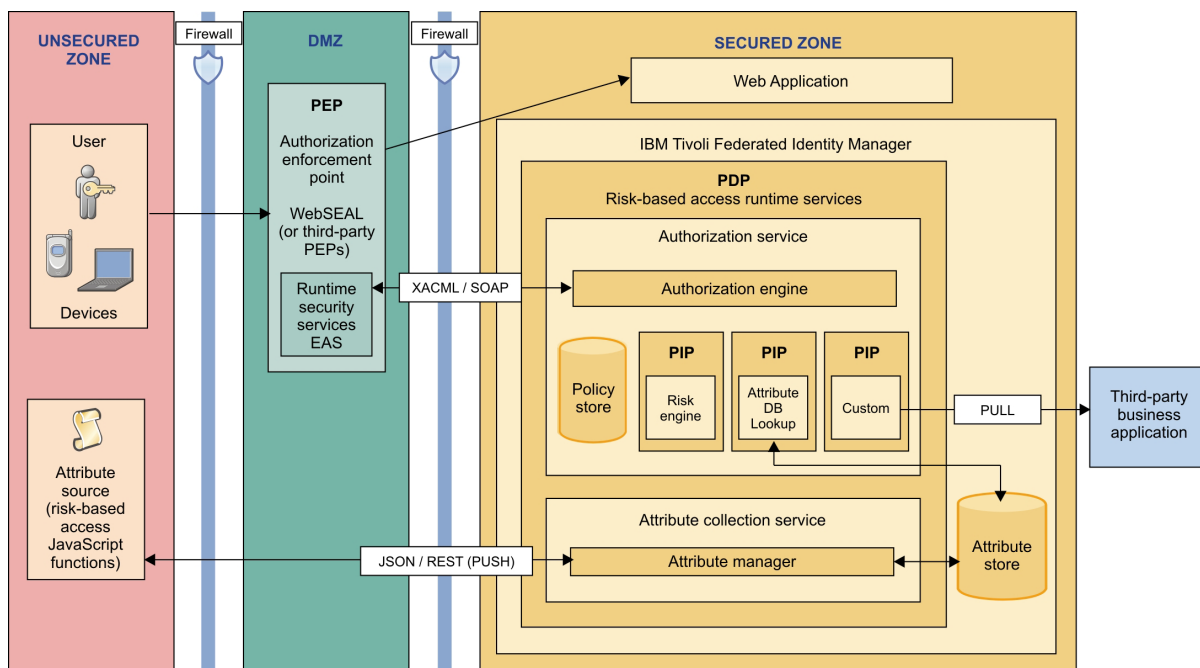 UNSECURED
ZONE
Firewall
DMZ
Firewall
SECURED ZONE
User
Devices
Attribute
source
(risk-based
access
JavaScript
functions)
PEP
Authorization
enforcement
point
WebSEAL
(or third-party
PEPs)
Runtime
security
services
EAS
XACML / SOAP
JSON / REST (PUSH)
Web Application
IBM Tivoli Federated Identity Manager
PDP
Risk-based access runtime services
Authorization service
Authorization engine
Policy
store
PIP
Risk
engine
PIP
Attribute
DB
Lookup
PIP
Custom
PULL
Third-party
business
application
Attribute collection service
Attribute manager
Attribute
store